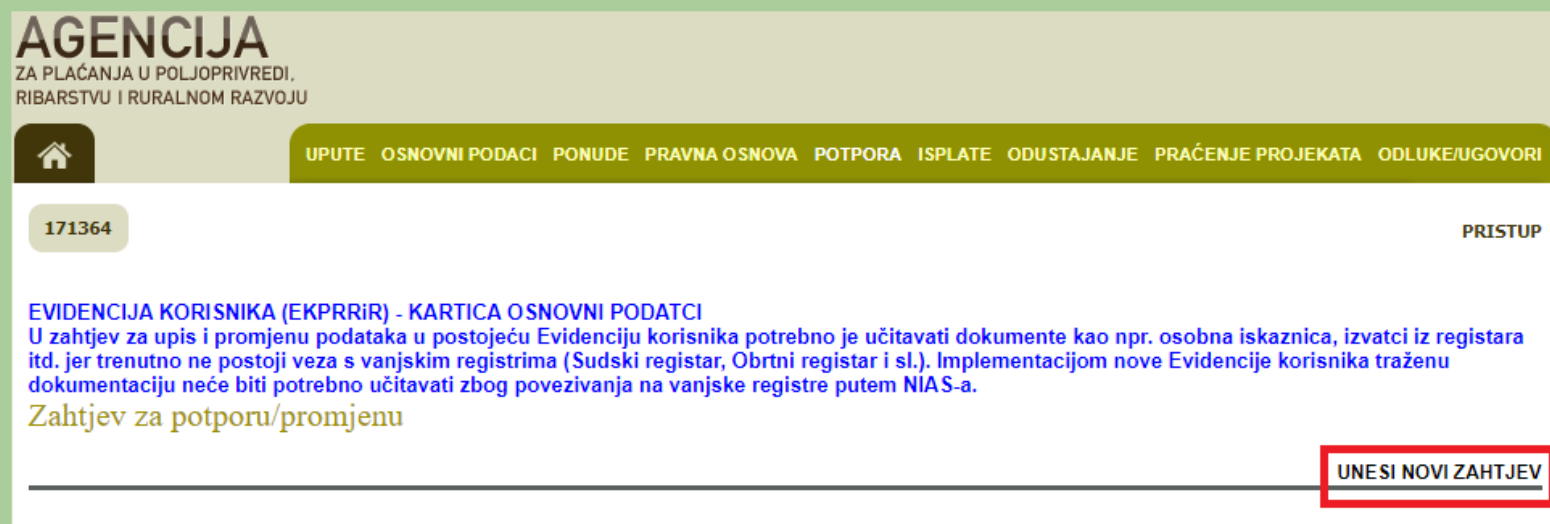 AGENCIJA
ZA PLAĆANJA U POLJOPRIVREDI,
RIBARSTVU I RURALNOM RAZVOJU
UPUTE OSNOVNI PODACI PONUDE PRAVNA OSNOVA POTPORA ISPLATE ODUSTAJANJE PRAĆENJE PROJEKATA ODLUKE/UGOVORI
171364
PRISTUP
EVIDENCIJA KORISNIKA (EKPRRiR) - KARTICA OSNOVNI PODATCI
U zahtjev za upis i promjenu podataka u postojeću Evidenciju korisnika potrebno je učitavati dokumente kao npr. osobna iskaznica, izvatci iz registara
itd. jer trenutno ne postoji veza s vanjskim registrima (Sudski registar, Obrtni registar i sl.). Implementacijom nove Evidencije korisnika traženu
dokumentaciju neće biti potrebno učitavati zbog povezivanja na vanjske registre putem NIAS-a.
Zahtjev za potporu/promjenu
UNESI NOVI ZAHTJEV